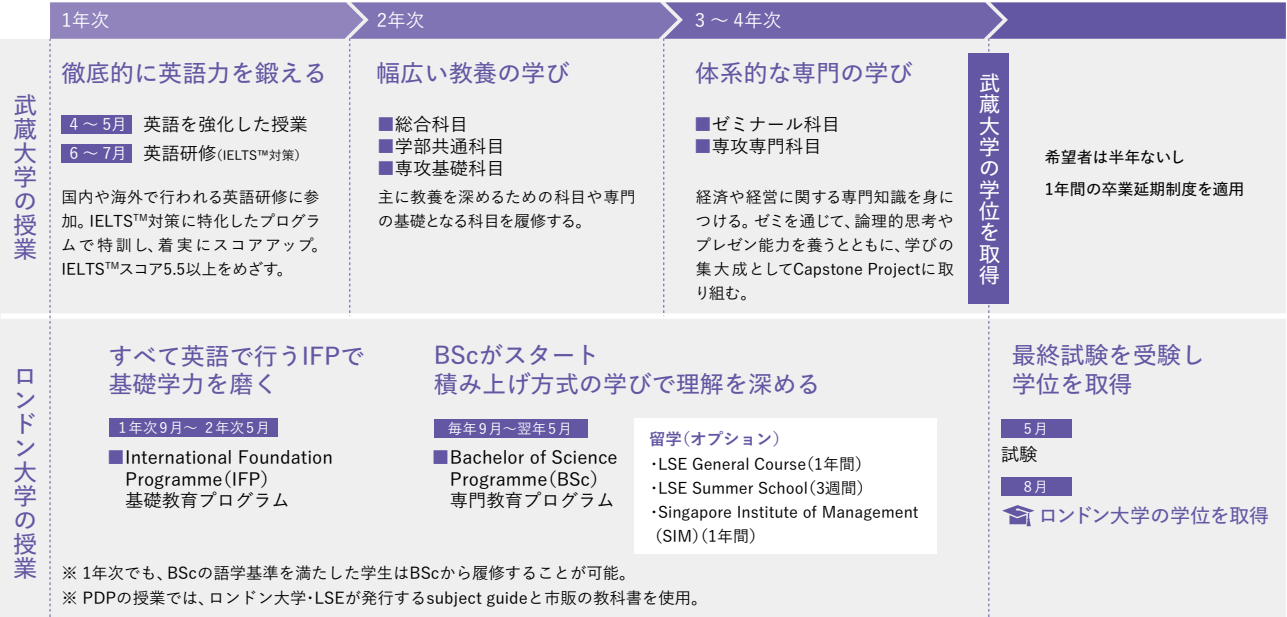 1年次
2年次
3～4年次
武蔵大学の授業
徹底的に英語力を鍛える
4～5月 英語を強化した授業
6～7月 英語研修(IELTS™対策)
国内や海外で行われる英語研修に参
加。IELTS™対策に特化したプログラ
ムで特訓し、着実にスコアアップ。
IELTS™スコア5.5以上をめざす。
幅広い教養の学び
■総合科目
■学部共通科目
■専攻基礎科目
主に教養を深めるための科目や専門
の基礎となる科目を履修する。
体系的な専門の学び
■ゼミナール科目
■専攻専門科目
経済や経営に関する専門知識を身に
つける。ゼミを通じて、論理的思考や
プレゼン能力を養うとともに、学びの
集大成としてCapstone Projectに取
り組む。
武蔵大学の学位を取得
希望者は半年ないし
1年間の卒業延期制度を適用
ロンドン大学の授業
すべて英語で行うIFPで
基礎学力を磨く
1年次9月～2年次5月
■International Foundation
Programme(IFP)
基礎教育プログラム
BScがスタート
積み上げ方式の学びで理解を深める
毎年9月～翌年5月
■Bachelor of Science
Programme(BSc)
専門教育プログラム
留学(オプション)
・LSE General Course(1年間)
・LSE Summer School(3週間)
・Singapore Institute of Management
(SIM)(1年間)
最終試験を受験し
学位を取得
5月
試験
8月
ロンドン大学の学位を取得
※ 1年次でも、BScの語学基準を満たした学生はBScから履修することが可能。
※ PDPの授業では、ロンドン大学・LSEが発行するsubject guideと市販の教科書を使用。